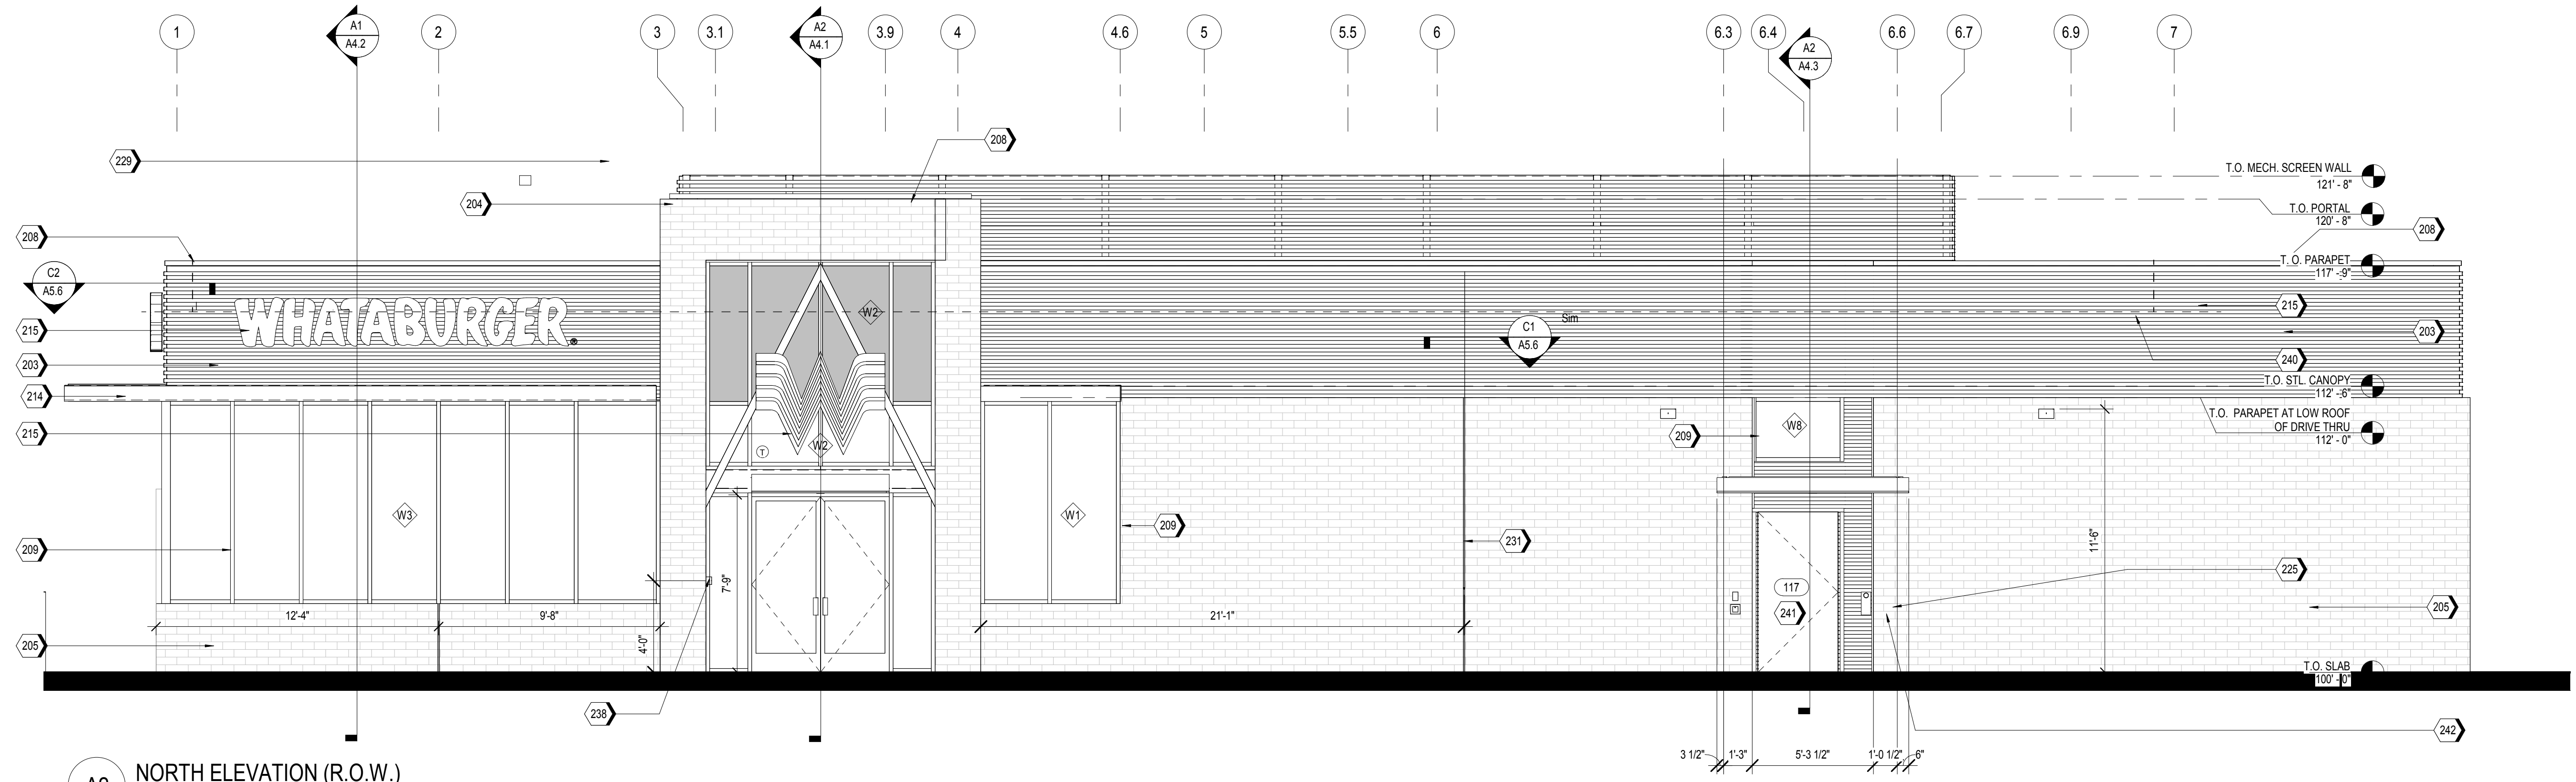 1
A1
A4.2
2
3
3.1
A2
A4.1
3.9
4
4.6
5
5.5
6
6.3
6.4
A2
A4.3
6.6
6.7
6.9
7
208
229
T.O. MECH. SCREEN WALL
121' - 8"
204
T.O. PORTAL
120' - 8"
208
208
T. O. PARAPET
117' - 9"
C2
A5.6
215
WHATABURGER®
W2
Sim
C1
A5.6
215
203
203
240
214
T.O. STL. CANOPY
112' - 6"
T.O. PARAPET AT LOW ROOF
OF DRIVE THRU
112' - 0"
215
W2
T
209
W8
W3
W1
209
231
11'-6"
209
7'-9"
225
117
241
205
12'-4"
9'-8"
21'-1"
205
4'-0"
T.O. SLAB
100' - 0"
238
242
3 1/2"
1'-3"
5'-3 1/2"
1'-0 1/2"
6"
NORTH ELEVATION (R.O.W.)